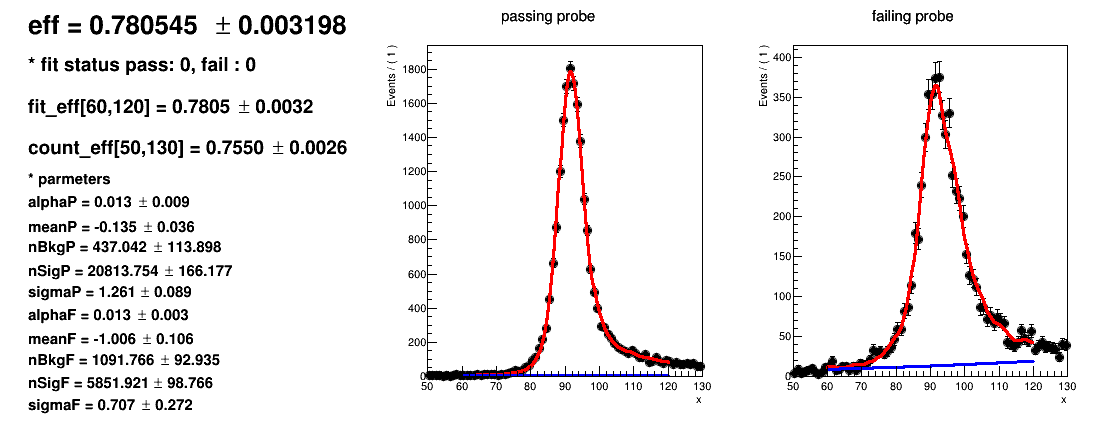 eff = 0.780545 ± 0.003198
* fit status pass: 0, fail : 0
fit_eff[60,120] = 0.7805 ± 0.0032
count_eff[50,130] = 0.7550 ± 0.0026
* parmeters
alphaP = 0.013 ± 0.009
meanP = -0.135 ± 0.036
nBkgP = 437.042 ± 113.898
nSigP = 20813.754 ± 166.177
sigmaP = 1.261 ± 0.089
alphaF = 0.013 ± 0.003
meanF = -1.006 ± 0.106
nBkgF = 1091.766 ± 92.935
nSigF = 5851.921 ± 98.766
sigmaF = 0.707 ± 0.272
passing probe
Events / ( 1 )
1800
1600
1400
1200
1000
800
600
400
200
0
50 60 70 80 90 100 110 120 130
x
failing probe
Events / ( 1 )
400
350
300
250
200
150
100
50
0
50 60 70 80 90 100 110 120 130
x